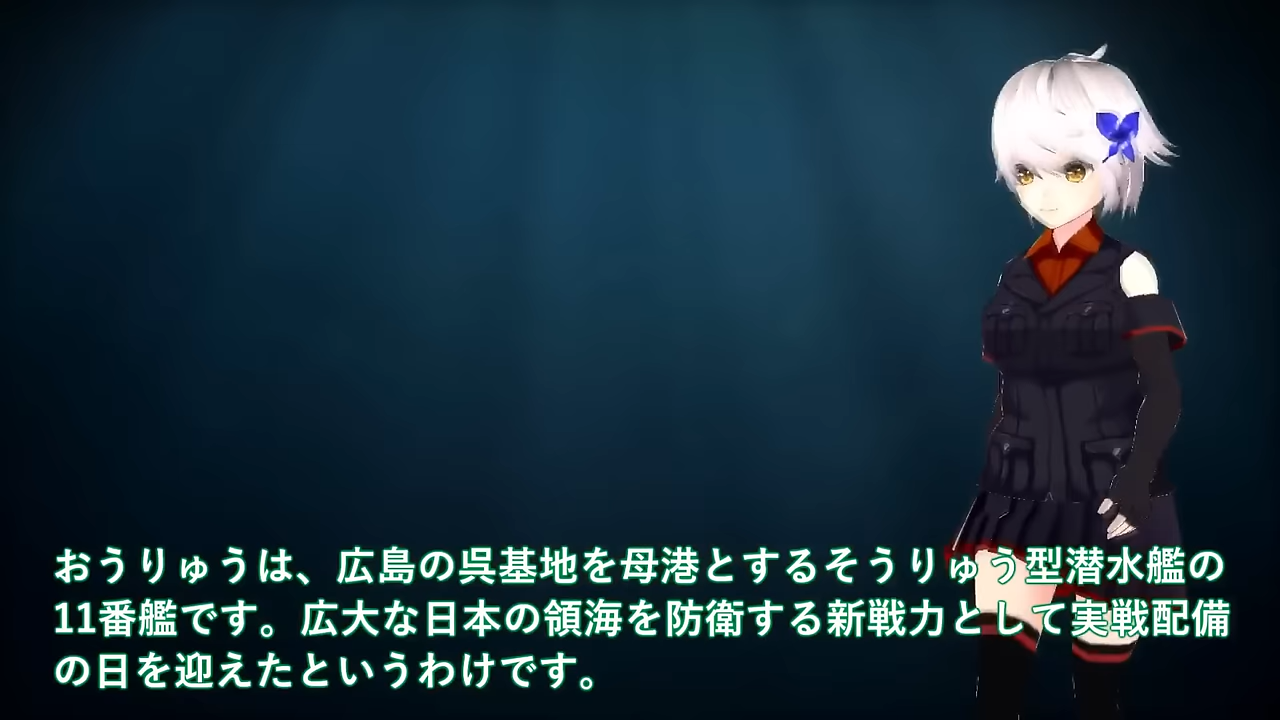 おうりゅうは、広島の呉基地を母港とするそうりゅう型潜水艦の
11番艦です。広大な日本の領海を防衛する新戦力として実戦配備
の日を迎えたというわけです。